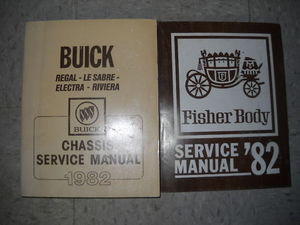 BUICK
REGAL - LE SABRE -
ELECTRA - RIVIERA
BUICK
CHASSIS
SERVICE MANUAL
1982
Fisher Body
SERVICE
MANUAL '82